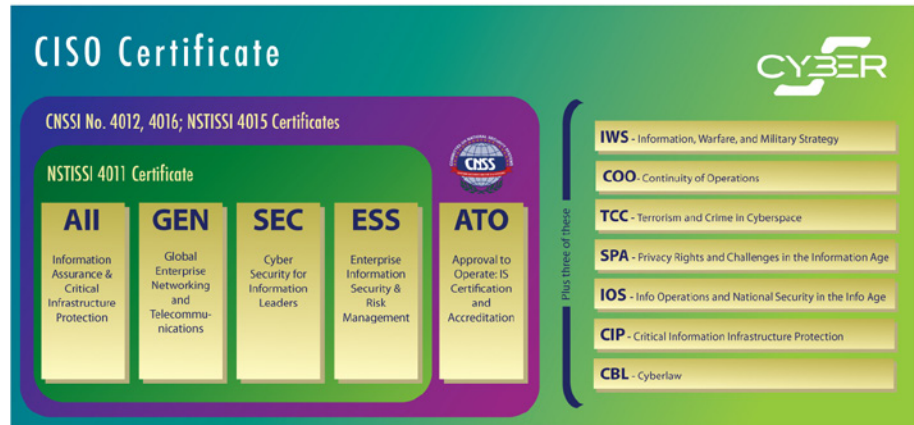 CISO Certificate
CYBER
CNSSI No. 4012, 4016; NSTISSI 4015 Certificates
CNSS
NSTISSI 4011 Certificate
AII
Information
Assurance &
Critical
Infrastructure
Protection
GEN
Global
Enterprise
Networking
and
Telecommu-
nications
SEC
Cyber
Security for
Information
Leaders
ESS
Enterprise
Information
Security &
Risk
Management
ATO
Approval to
Operate: IS
Certification
and
Accreditation
Plus three of these
IWS - Information, Warfare, and Military Strategy
COO- Continuity of Operations
TCC - Terrorism and Crime in Cyberspace
SPA - Privacy Rights and Challenges in the Information Age
IOS - Info Operations and National Security in the Info Age
CIP - Critical Information Infrastructure Protection
CBL - Cyberlaw